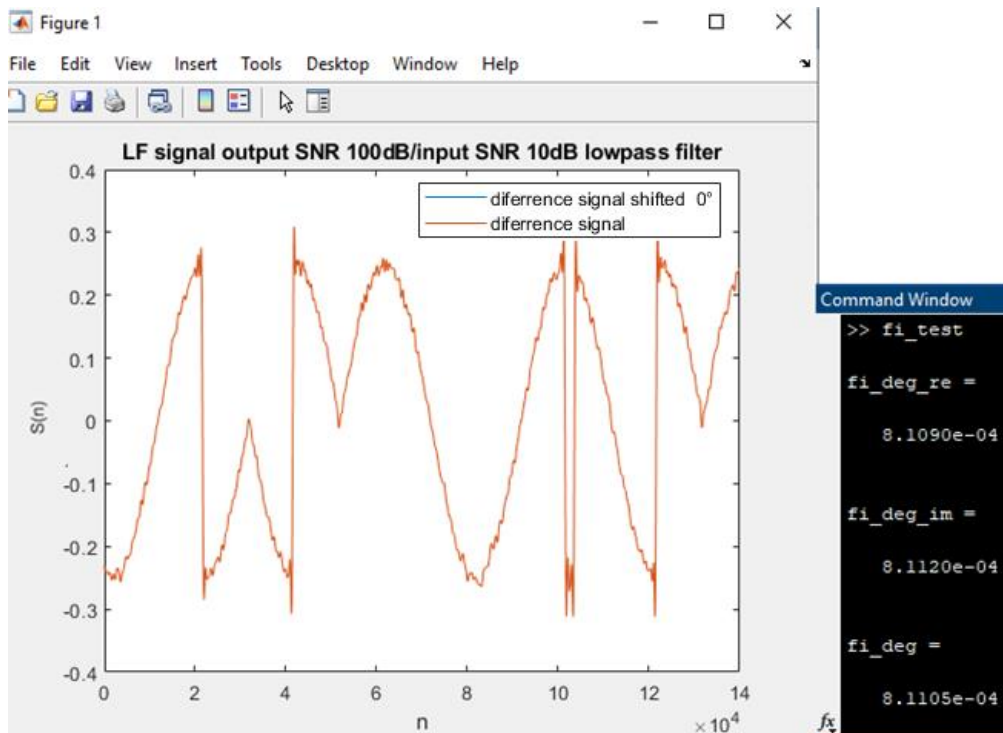 Figure 1
File Edit View Insert Tools Desktop Window Help
LF signal output SNR 100dB/input SNR 10dB lowpass filter
0.4
0.3
0.2
0.1
0
-0.1
-0.2
-0.3
-0.4
S(n)
diferrence signal shifted 0°
diferrence signal
0 2 4 6 8 10 12 14
n
×10⁴
Command Window
>> fi_test
fi_deg_re =
8.1090e-04
fi_deg_im =
8.1120e-04
fi_deg =
8.1105e-04
fx